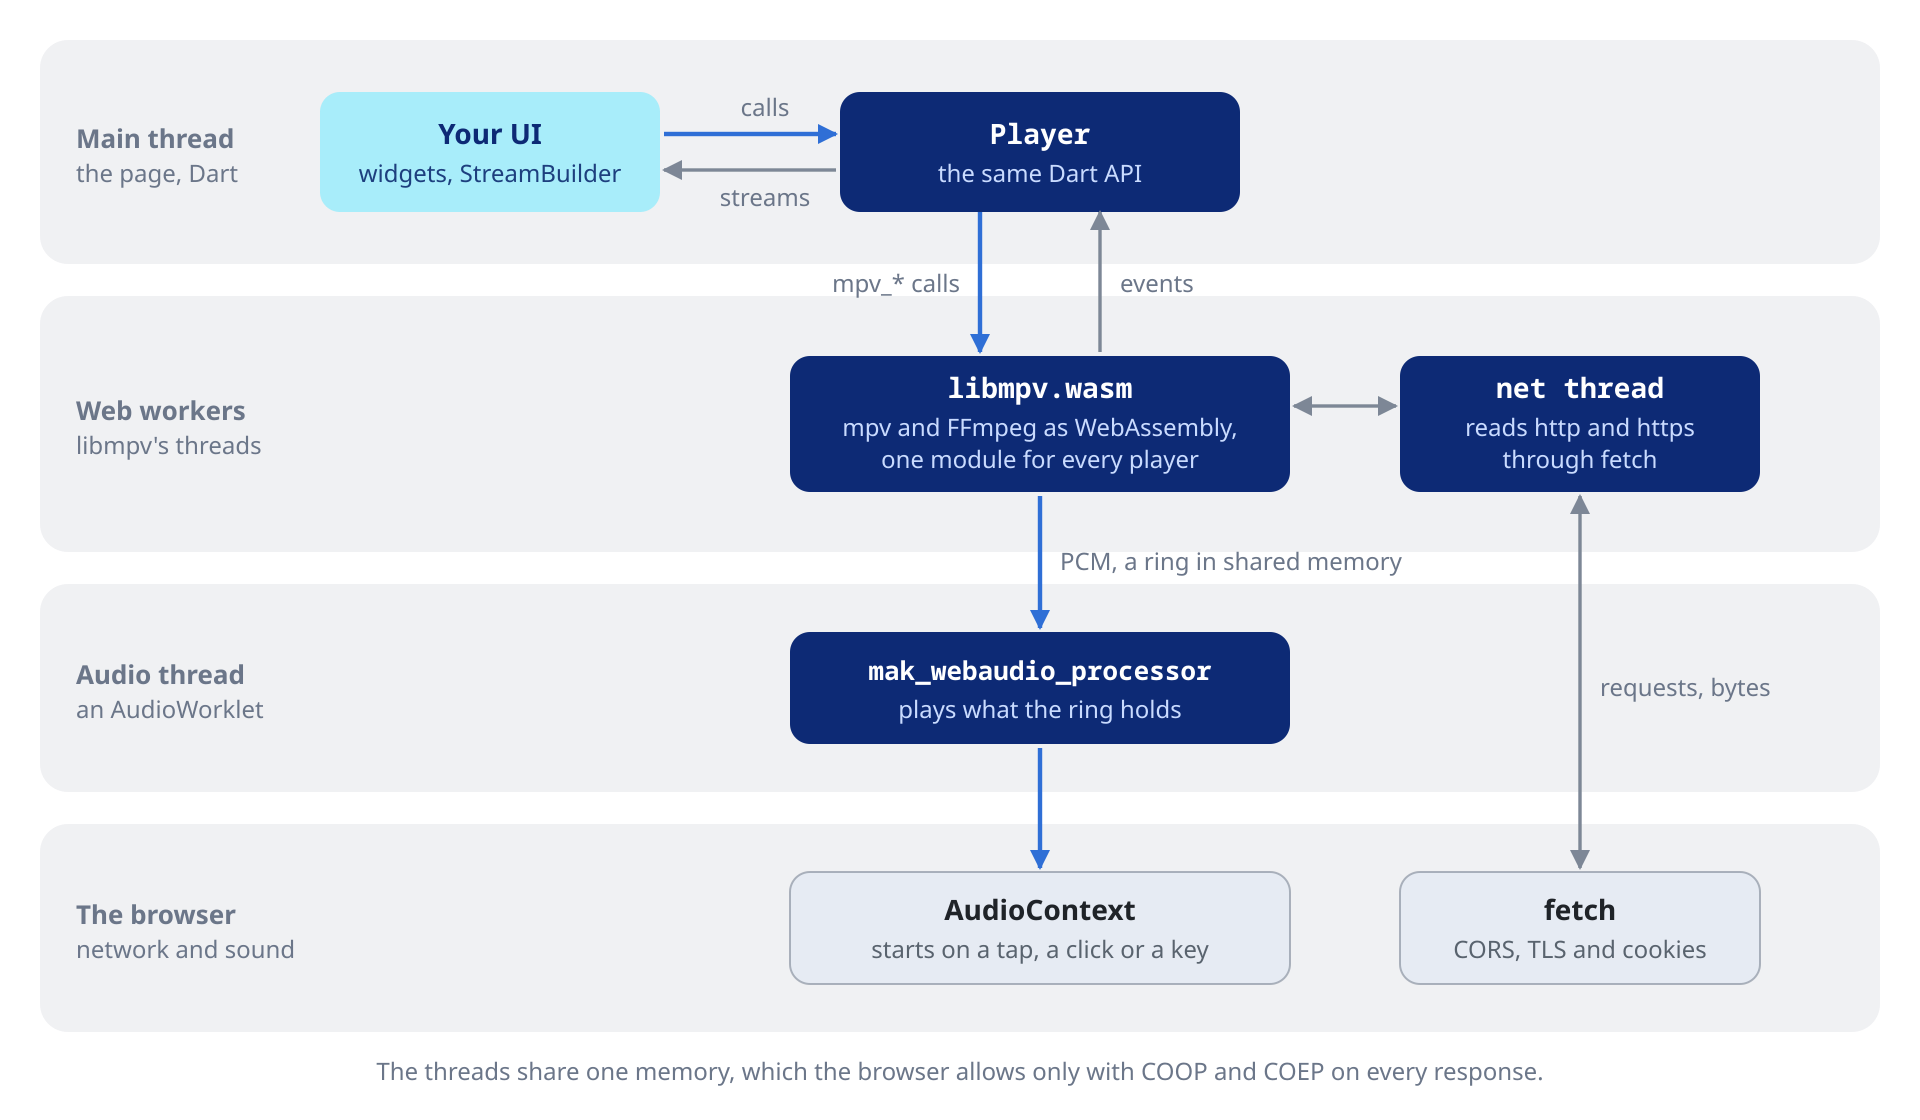 Main thread
the page, Dart
Your UI
widgets, StreamBuilder
calls
streams
Player
the same Dart API
mpv_* calls
events
Web workers
libmpv's threads
libmpv.wasm
mpv and FFmpeg as WebAssembly,
one module for every player
net thread
reads http and https
through fetch
PCM, a ring in shared memory
Audio thread
an AudioWorklet
mak_webaudio_processor
plays what the ring holds
requests, bytes
The browser
network and sound
AudioContext
starts on a tap, a click or a key
fetch
CORS, TLS and cookies
The threads share one memory, which the browser allows only with COOP and COEP on every response.